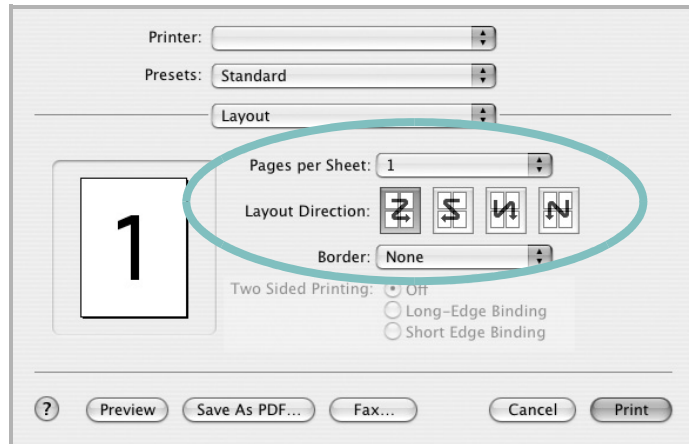 Printer:
Presets: Standard
Layout
Pages per Sheet: 1
Layout Direction:
Border: None
1
Two Sided Printing: Off
Long-Edge Binding
Short Edge Binding
? Preview Save As PDF... Fax... Cancel Print